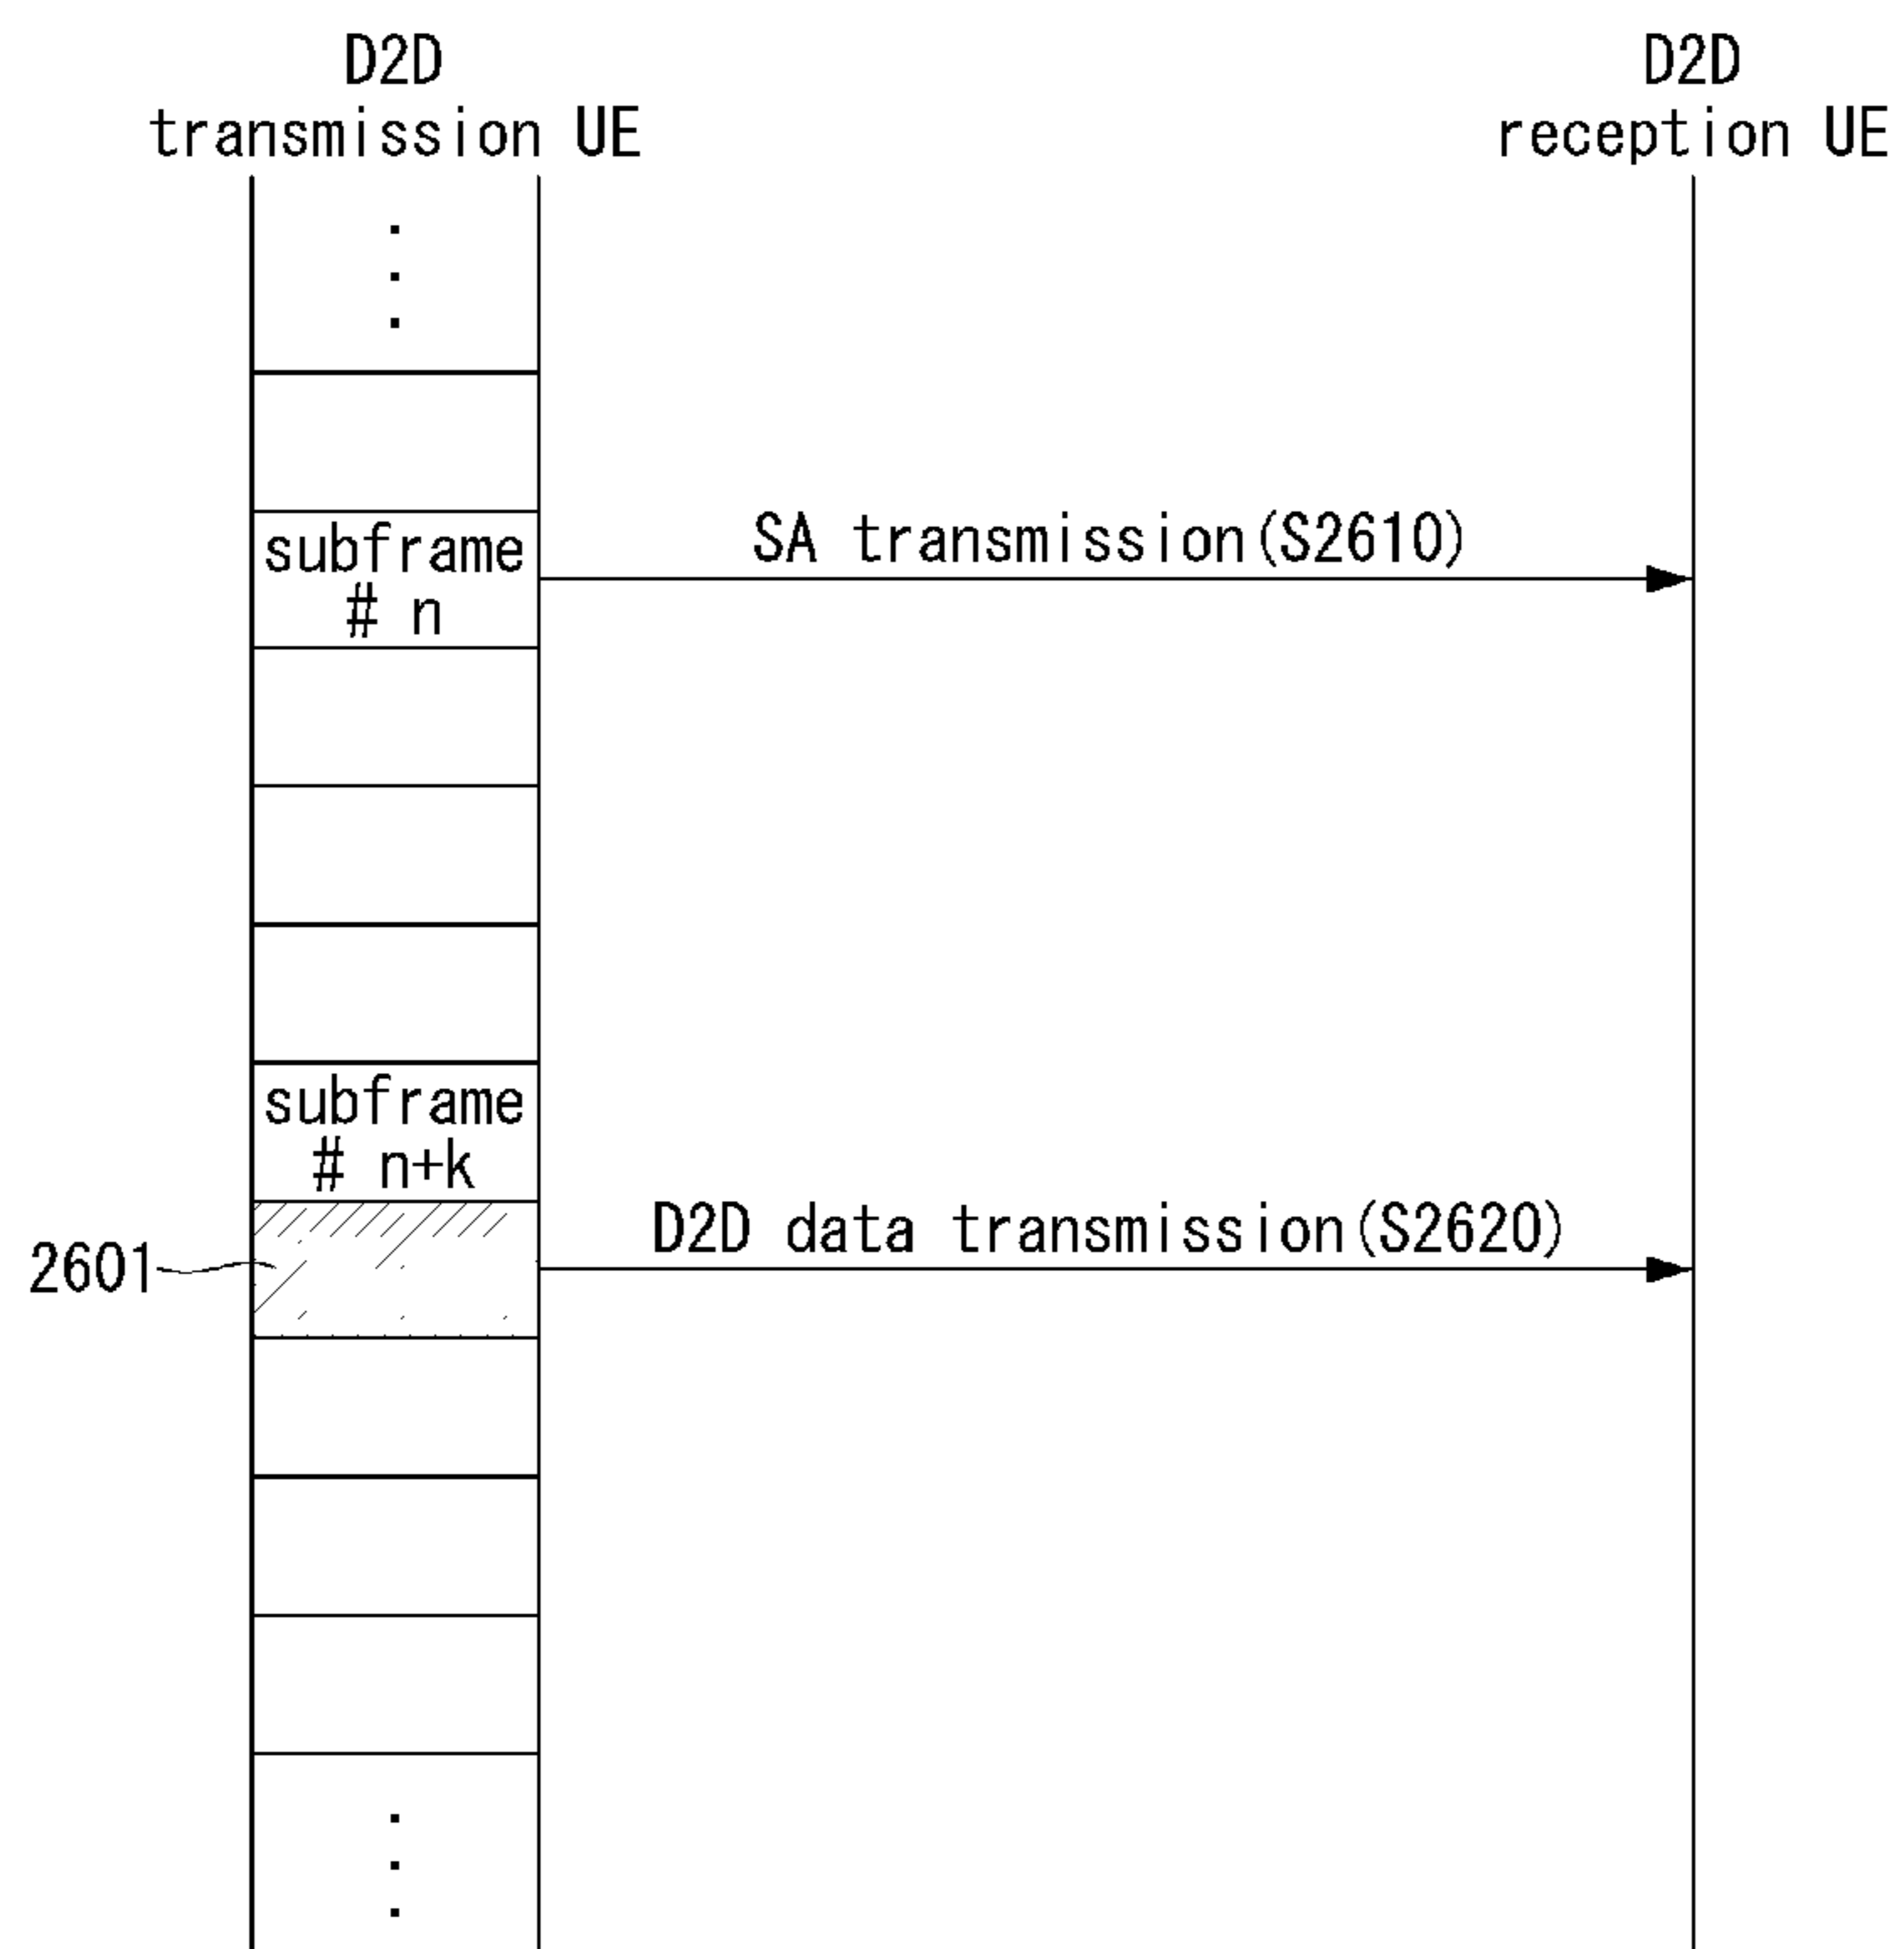 D2D
transmission UE
D2D
reception UE
subframe
# n
SA transmission(S2610)
subframe
# n+k
D2D data transmission(S2620)
2601